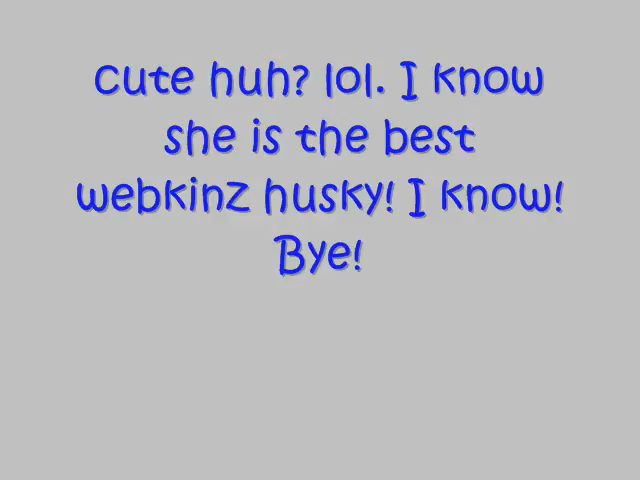 cute huh? lol. I know
she is the best
webkinz husky! I know!
Bye!